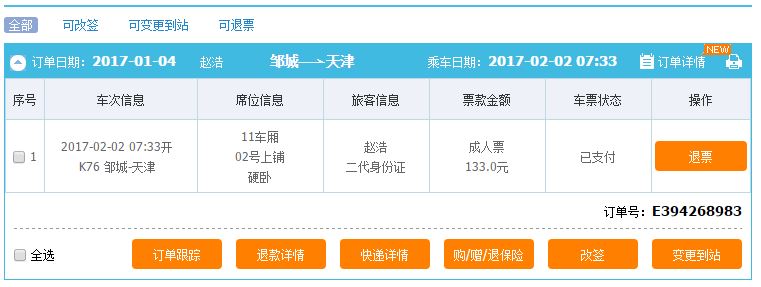 全部 可改签 可变更到站 可退票
NEW
订单日期：2017-01-04 赵浩 邹城—→天津 乘车日期：2017-02-02 07:33 订单详情
序号 车次信息 席位信息 旅客信息 票款金额 车票状态 操作
1 2017-02-02 07:33开
K76 邹城-天津
11车厢
02号上铺
硬卧
赵浩
二代身份证
成人票
133.0元
已支付
退票
订单号：E394268983
全选 订单跟踪 退款详情 快递详情 购/赠/退保险 改签 变更到站